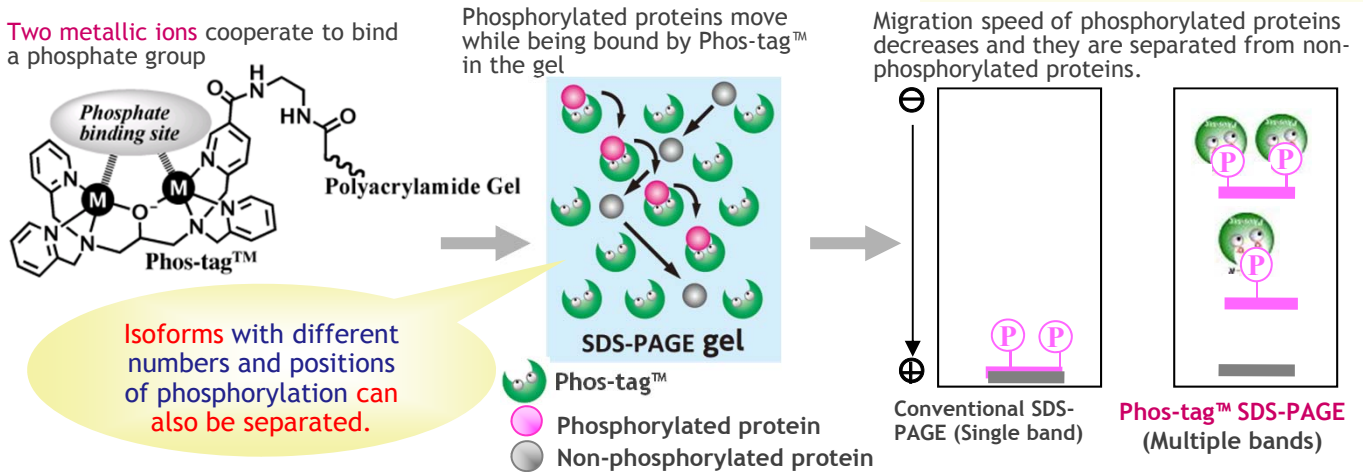 Two metallic ions cooperate to bind
a phosphate group
Phosphate
binding site
M
M
O⁻
N
N
N
N
N
H
N
HN
O
O
Polyacrylamide Gel
Phos-tag™
Isoforms with different
numbers and positions
of phosphorylation can
also be separated.
Phosphorylated proteins move
while being bound by Phos-tag™
in the gel
SDS-PAGE gel
Phos-tag™
Phosphorylated protein
Non-phosphorylated protein
Migration speed of phosphorylated proteins
decreases and they are separated from non-
phosphorylated proteins.
⊖
⊕
P
P
Conventional SDS-
PAGE (Single band)
P
P
P
Phos-tag™ SDS-PAGE
(Multiple bands)